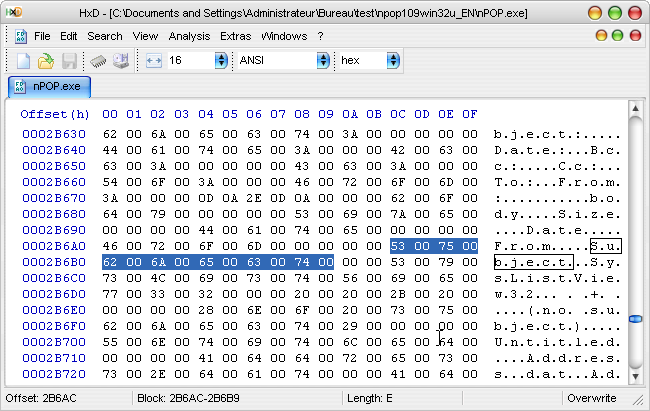 HxD - [C:\Documents and Settings\Administrateur\Bureau\test\npop109win32u_EN\nPOP.exe]
File Edit Search View Analysis Extras Windows ?
16 ANSI hex
nPOP.exe
Offset(h) 00 01 02 03 04 05 06 07 08 09 0A 0B 0C 0D 0E 0F
0002B630 62 00 6A 00 65 00 63 00 74 00 3A 00 00 00 00 00 b.j.e.c.t.:.....
0002B640 44 00 61 00 74 00 65 00 3A 00 00 00 42 00 63 00 D.a.t.e.:...B.c.
0002B650 63 00 3A 00 00 00 00 00 43 00 63 00 3A 00 00 00 c.:.....C.c.:...
0002B660 54 00 6F 00 3A 00 00 00 46 00 72 00 6F 00 6D 00 T.o.:...F.r.o.m.
0002B670 3A 00 00 00 0D 0A 2E 0D 0A 00 00 00 62 00 6F 00 :...........b.o.
0002B680 64 00 79 00 00 00 00 00 53 00 69 00 7A 00 65 00 d.y.....S.i.z.e.
0002B690 00 00 00 00 44 00 61 00 74 00 65 00 00 00 00 00 ....D.a.t.e.....
0002B6A0 46 00 72 00 6F 00 6D 00 00 00 00 00 53 00 75 00 F.r.o.m.....S.u.
0002B6B0 62 00 6A 00 65 00 63 00 74 00 00 00 53 00 79 00 b.j.e.c.t...S.y.
0002B6C0 73 00 4C 00 69 00 73 00 74 00 56 00 69 00 65 00 s.L.i.s.t.V.i.e.
0002B6D0 77 00 33 00 32 00 00 00 20 00 2B 00 20 00 00 00 w.3.2... .+. ...
0002B6E0 00 00 00 00 28 00 6E 00 6F 00 20 00 73 00 75 00 ....(.n.o. .s.u.
0002B6F0 62 00 6A 00 65 00 63 00 74 00 29 00 00 00 00 00 b.j.e.c.t.).....
0002B700 55 00 6E 00 74 00 69 00 74 00 6C 00 65 00 64 00 U.n.t.i.t.l.e.d.
0002B710 00 00 00 00 41 00 64 00 64 00 72 00 65 00 73 00 ....A.d.d.r.e.s.
0002B720 73 00 2E 00 64 00 61 00 74 00 00 00 41 00 64 00 s...d.a.t...A.d.
Offset: 2B6AC Block: 2B6AC-2B6B9 Length: E Overwrite